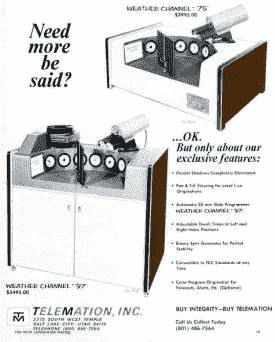 Need
more
be
said?
WEATHER CHANNEL "75"
$3995.00
...OK.
But only about our
exclusive features:
• Parallel Shadows Completely Eliminated
• Pan & Tilt Viewing for Local Live
Originations
• Automatic 35 mm Slide Programmer
WEATHER CHANNEL "97"
• Adjustable Dwell Times at Left and
Right Hand Positions
• Binary Sync Generator for Perfect
Stability
• Convertible to FCC Standards at any
Time
• Color Program Origination for
Forecasts, Alerts, Etc. (Optional)
WEATHER CHANNEL "97"
$5495.00
TM
TELEMATION, INC.
2275 SOUTH WEST TEMPLE
SALT LAKE CITY, UTAH 84115
TELEPHONE (801) 486-7564
BUY INTEGRITY—BUY TELEMATION
Call Us Collect Today
(801) 486-7564